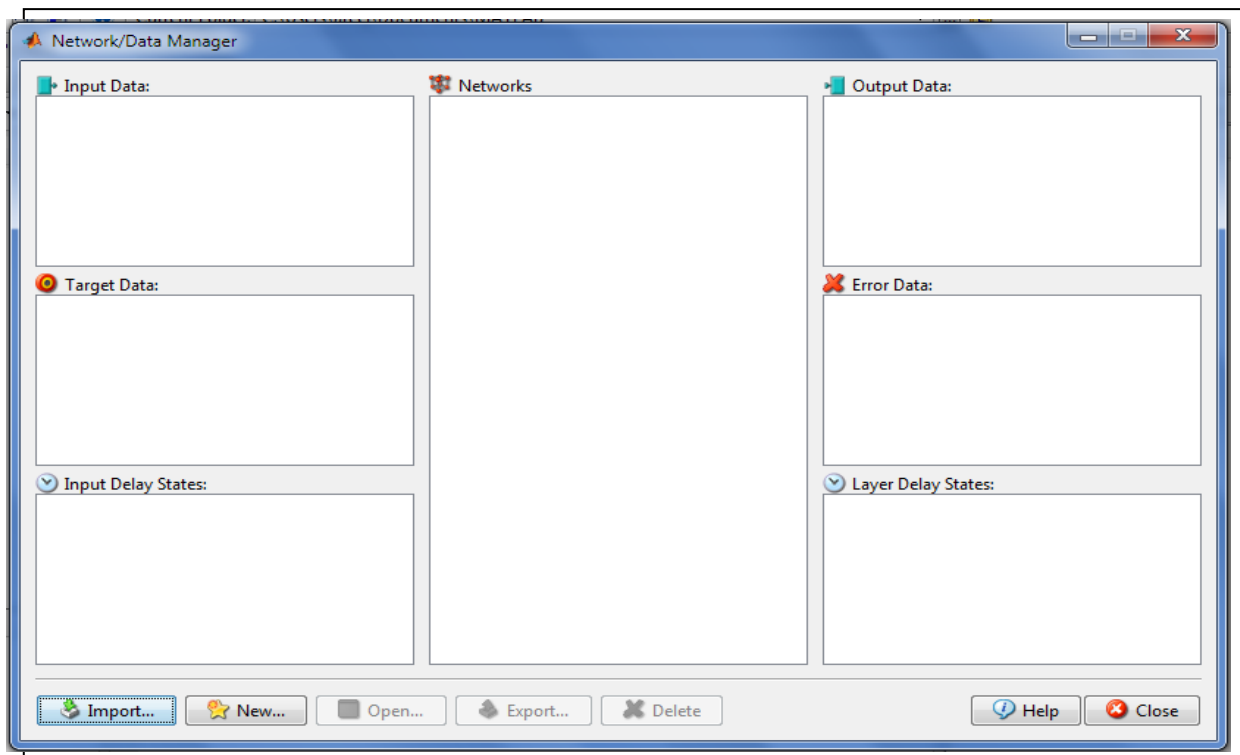 Network/Data Manager
Input Data:
Networks
Output Data:
Target Data:
Error Data:
Input Delay States:
Layer Delay States:
Import...
New...
Open...
Export...
Delete
Help
Close